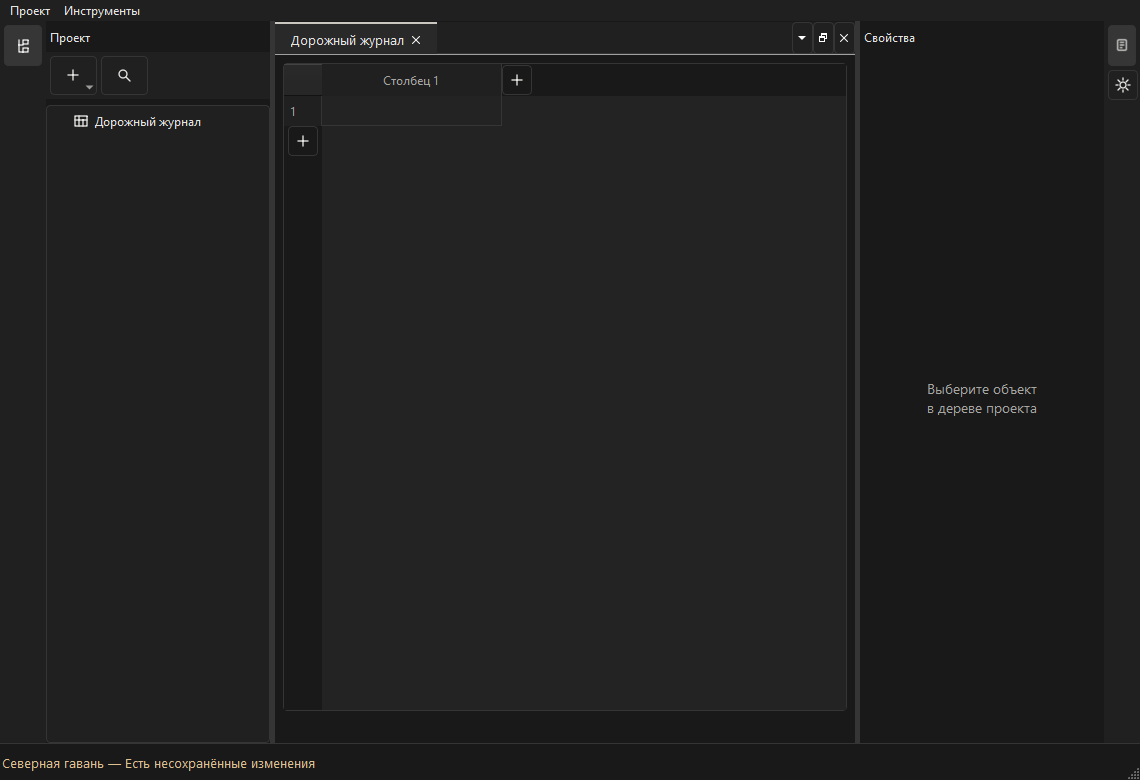 Проект Инструменты
Проект
Дорожный журнал
Дорожный журнал
Столбец 1
1
Свойства
Выберите объект
в дереве проекта
Северная гавань — Есть несохранённые изменения